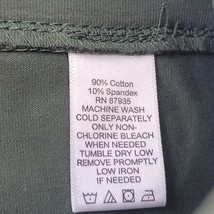 90% Cotton
10% Spandex
RN 87935
MACHINE WASH
COLD SEPARATELY
ONLY NON-
CHLORINE BLEACH
WHEN NEEDED
TUMBLE DRY LOW
REMOVE PROMPTLY
LOW IRON
IF NEEDED